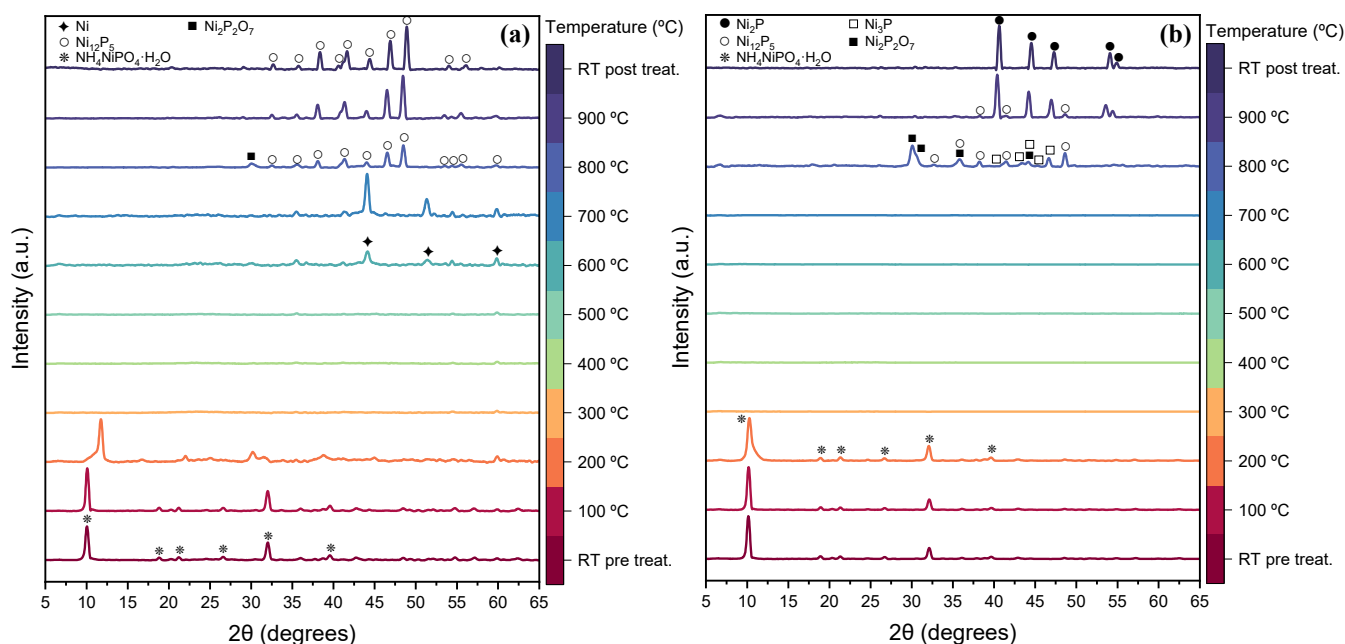 ✦ Ni ■ Ni₂P₂O₇ (a)
○ Ni₁₂P₅
❋ NH₄NiPO₄·H₂O
Intensity (a.u.)
5 10 15 20 25 30 35 40 45 50 55 60 65
2θ (degrees)
Temperature (ºC)
RT post treat.
900 ºC
800 ºC
700 ºC
600 ºC
500 ºC
400 ºC
300 ºC
200 ºC
100 ºC
RT pre treat.
● Ni₂P □ Ni₃P (b)
○ Ni₁₂P₅ ■ Ni₂P₂O₇
❋ NH₄NiPO₄·H₂O
Intensity (a.u.)
5 10 15 20 25 30 35 40 45 50 55 60 65
2θ (degrees)
Temperature (ºC)
RT post treat.
900 ºC
800 ºC
700 ºC
600 ºC
500 ºC
400 ºC
300 ºC
200 ºC
100 ºC
RT pre treat.